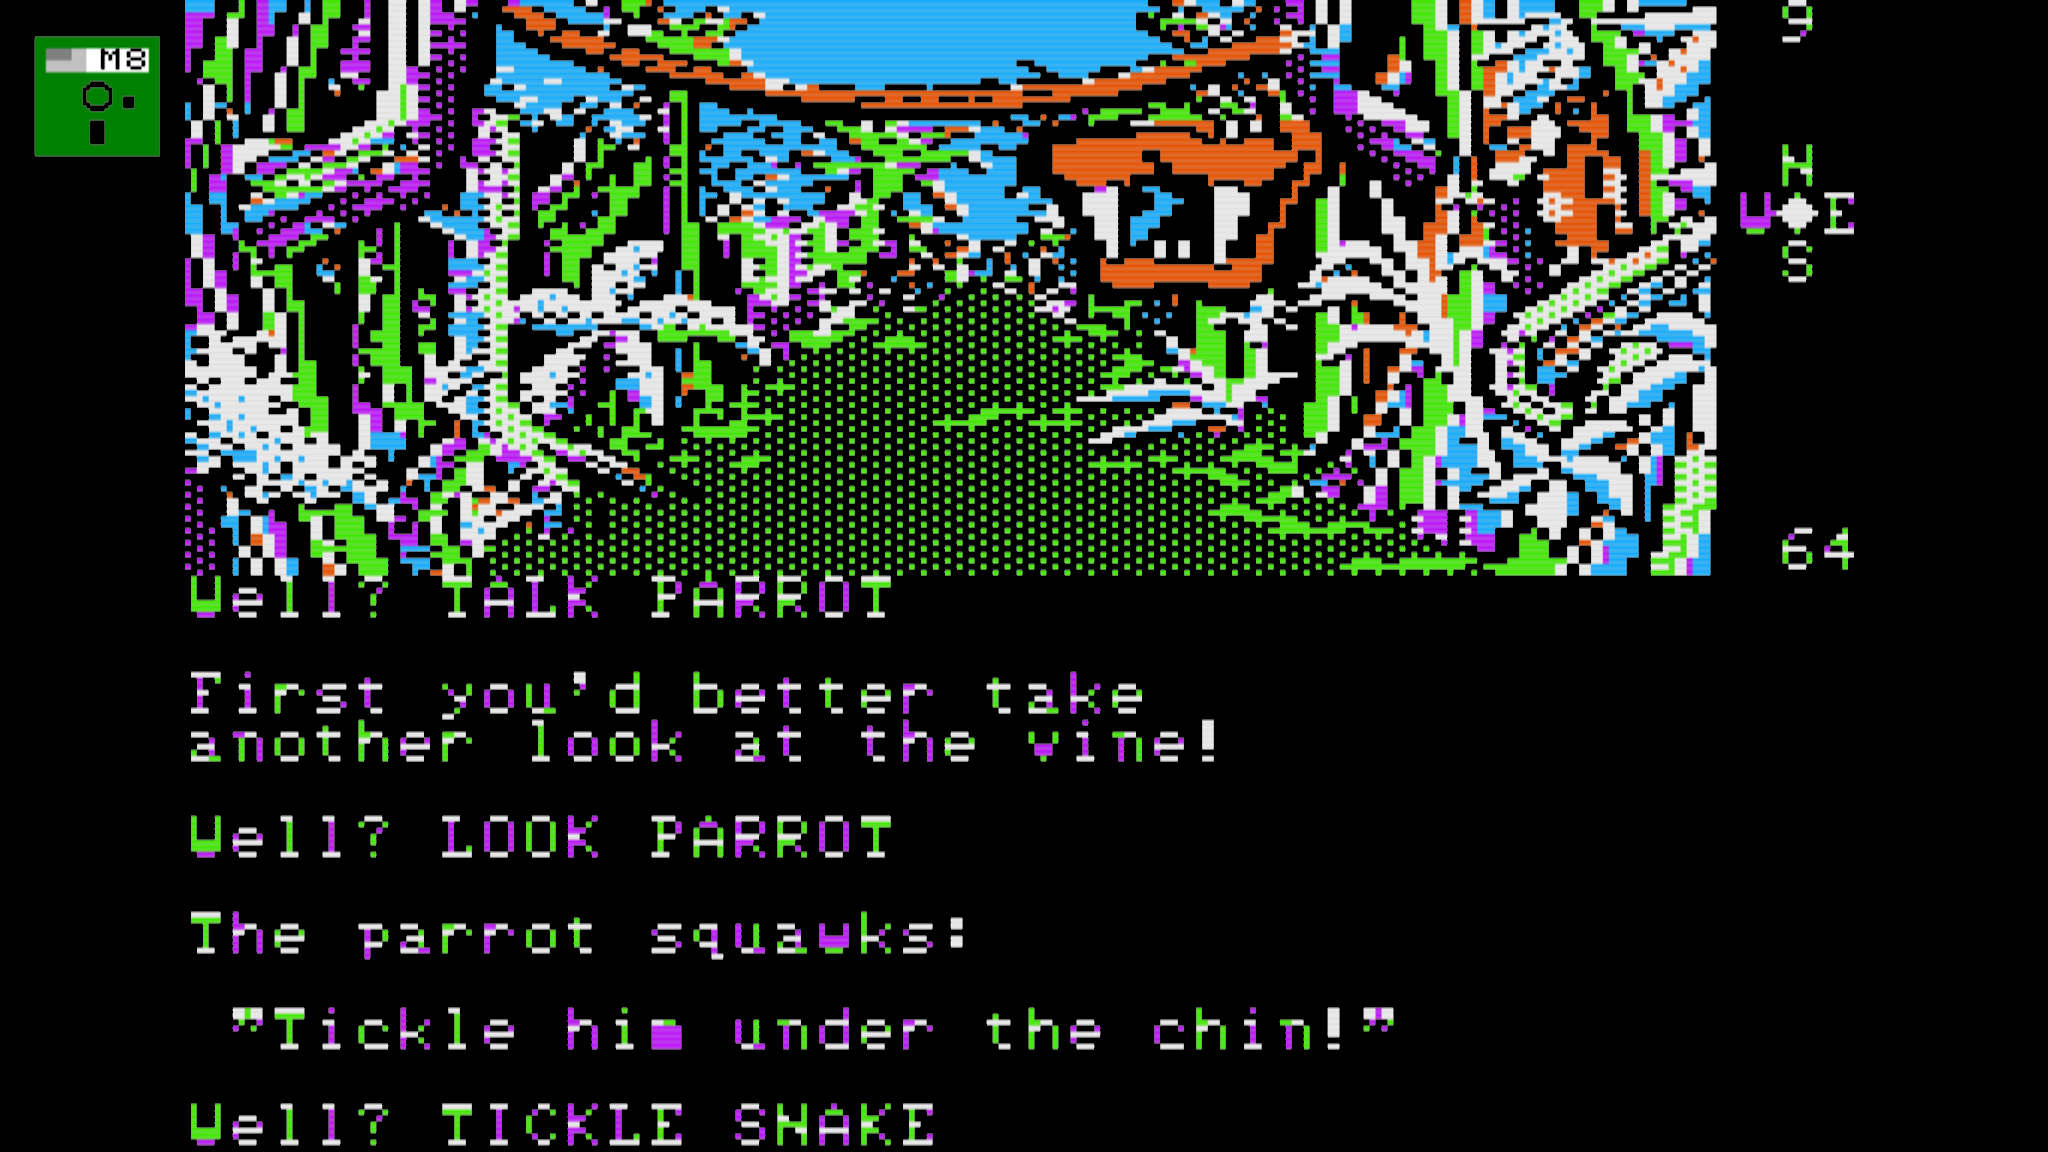 M8
9
N
W E
S
64
Well? TALK PARROT
First you'd better take
another look at the vine!
Well? LOOK PARROT
The parrot squawks:
"Tickle him under the chin!"
Well? TICKLE SNAKE